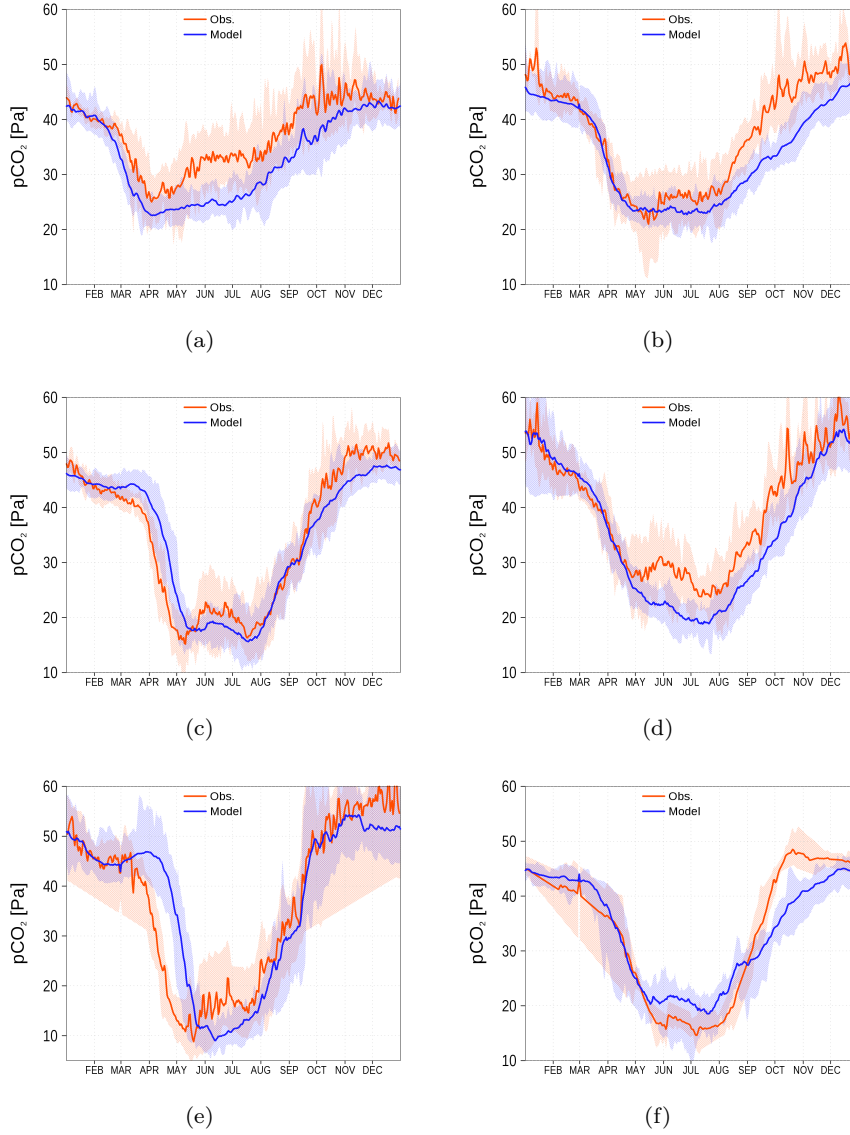 60
50
40
30
20
10
pCO₂ [Pa]
Obs.
Model
FEB MAR APR MAY JUN JUL AUG SEP OCT NOV DEC
(a)
60
50
40
30
20
10
pCO₂ [Pa]
Obs.
Model
FEB MAR APR MAY JUN JUL AUG SEP OCT NOV DEC
(b)
60
50
40
30
20
10
pCO₂ [Pa]
Obs.
Model
FEB MAR APR MAY JUN JUL AUG SEP OCT NOV DEC
(c)
60
50
40
30
20
10
pCO₂ [Pa]
Obs.
Model
FEB MAR APR MAY JUN JUL AUG SEP OCT NOV DEC
(d)
60
50
40
30
20
10
pCO₂ [Pa]
Obs.
Model
FEB MAR APR MAY JUN JUL AUG SEP OCT NOV DEC
(e)
60
50
40
30
20
10
pCO₂ [Pa]
Obs.
Model
FEB MAR APR MAY JUN JUL AUG SEP OCT NOV DEC
(f)